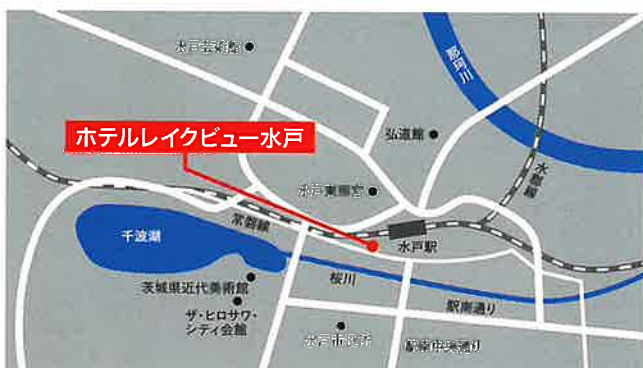 水戸芸術館
那珂川
ホテルレイクビュー水戸
弘道館
水郡線
水戸東照宮
常磐線
千波湖
水戸駅
茨城県近代美術館
桜川
ザ・ヒロサワ・
シティ会館
駅南通り
水戸市役所
駅南中央通り